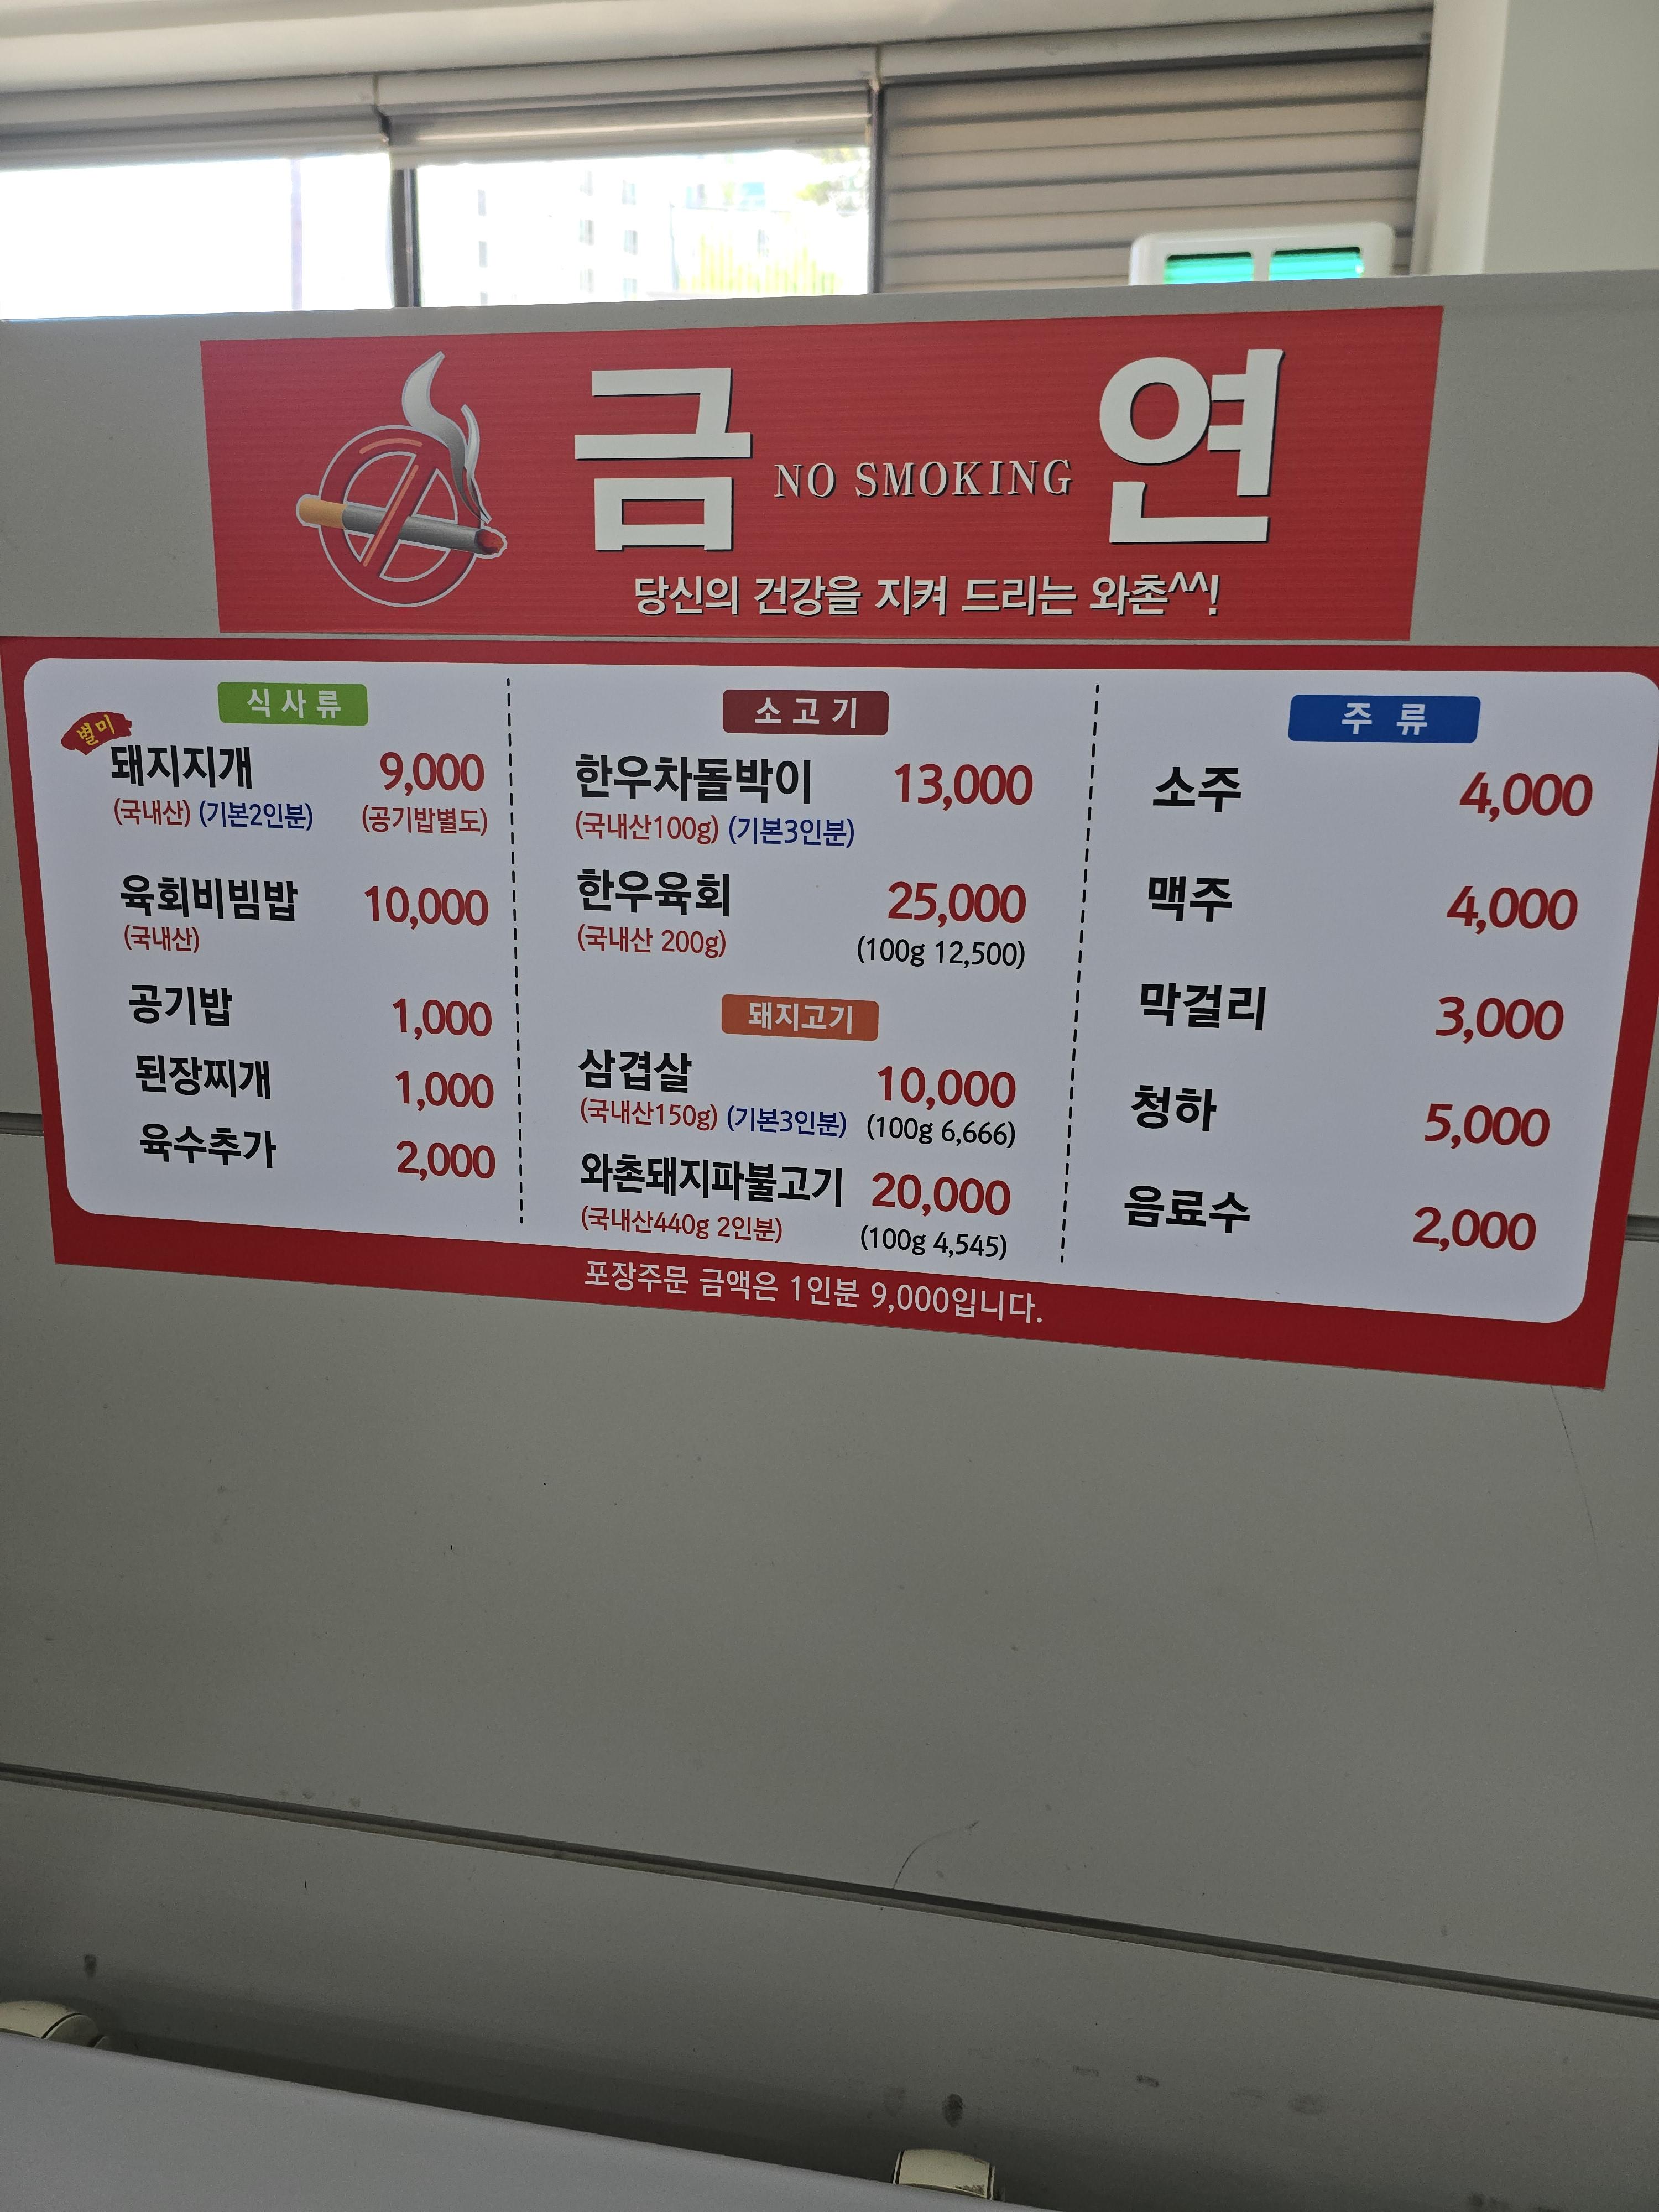 금 연
NO SMOKING
당신의 건강을 지켜 드리는 와촌^^!
식사류
별미
돼지지개 9,000
(국내산) (기본2인분) (공기밥별도)
육회비빔밥 10,000
(국내산)
공기밥 1,000
된장찌개 1,000
육수추가 2,000
소고기
한우차돌박이 13,000
(국내산100g) (기본3인분)
한우육회 25,000
(국내산 200g) (100g 12,500)
돼지고기
삼겹살 10,000
(국내산150g) (기본3인분) (100g 6,666)
와촌돼지파불고기 20,000
(국내산440g 2인분) (100g 4,545)
주류
소주 4,000
맥주 4,000
막걸리 3,000
청하 5,000
음료수 2,000
포장주문 금액은 1인분 9,000입니다.